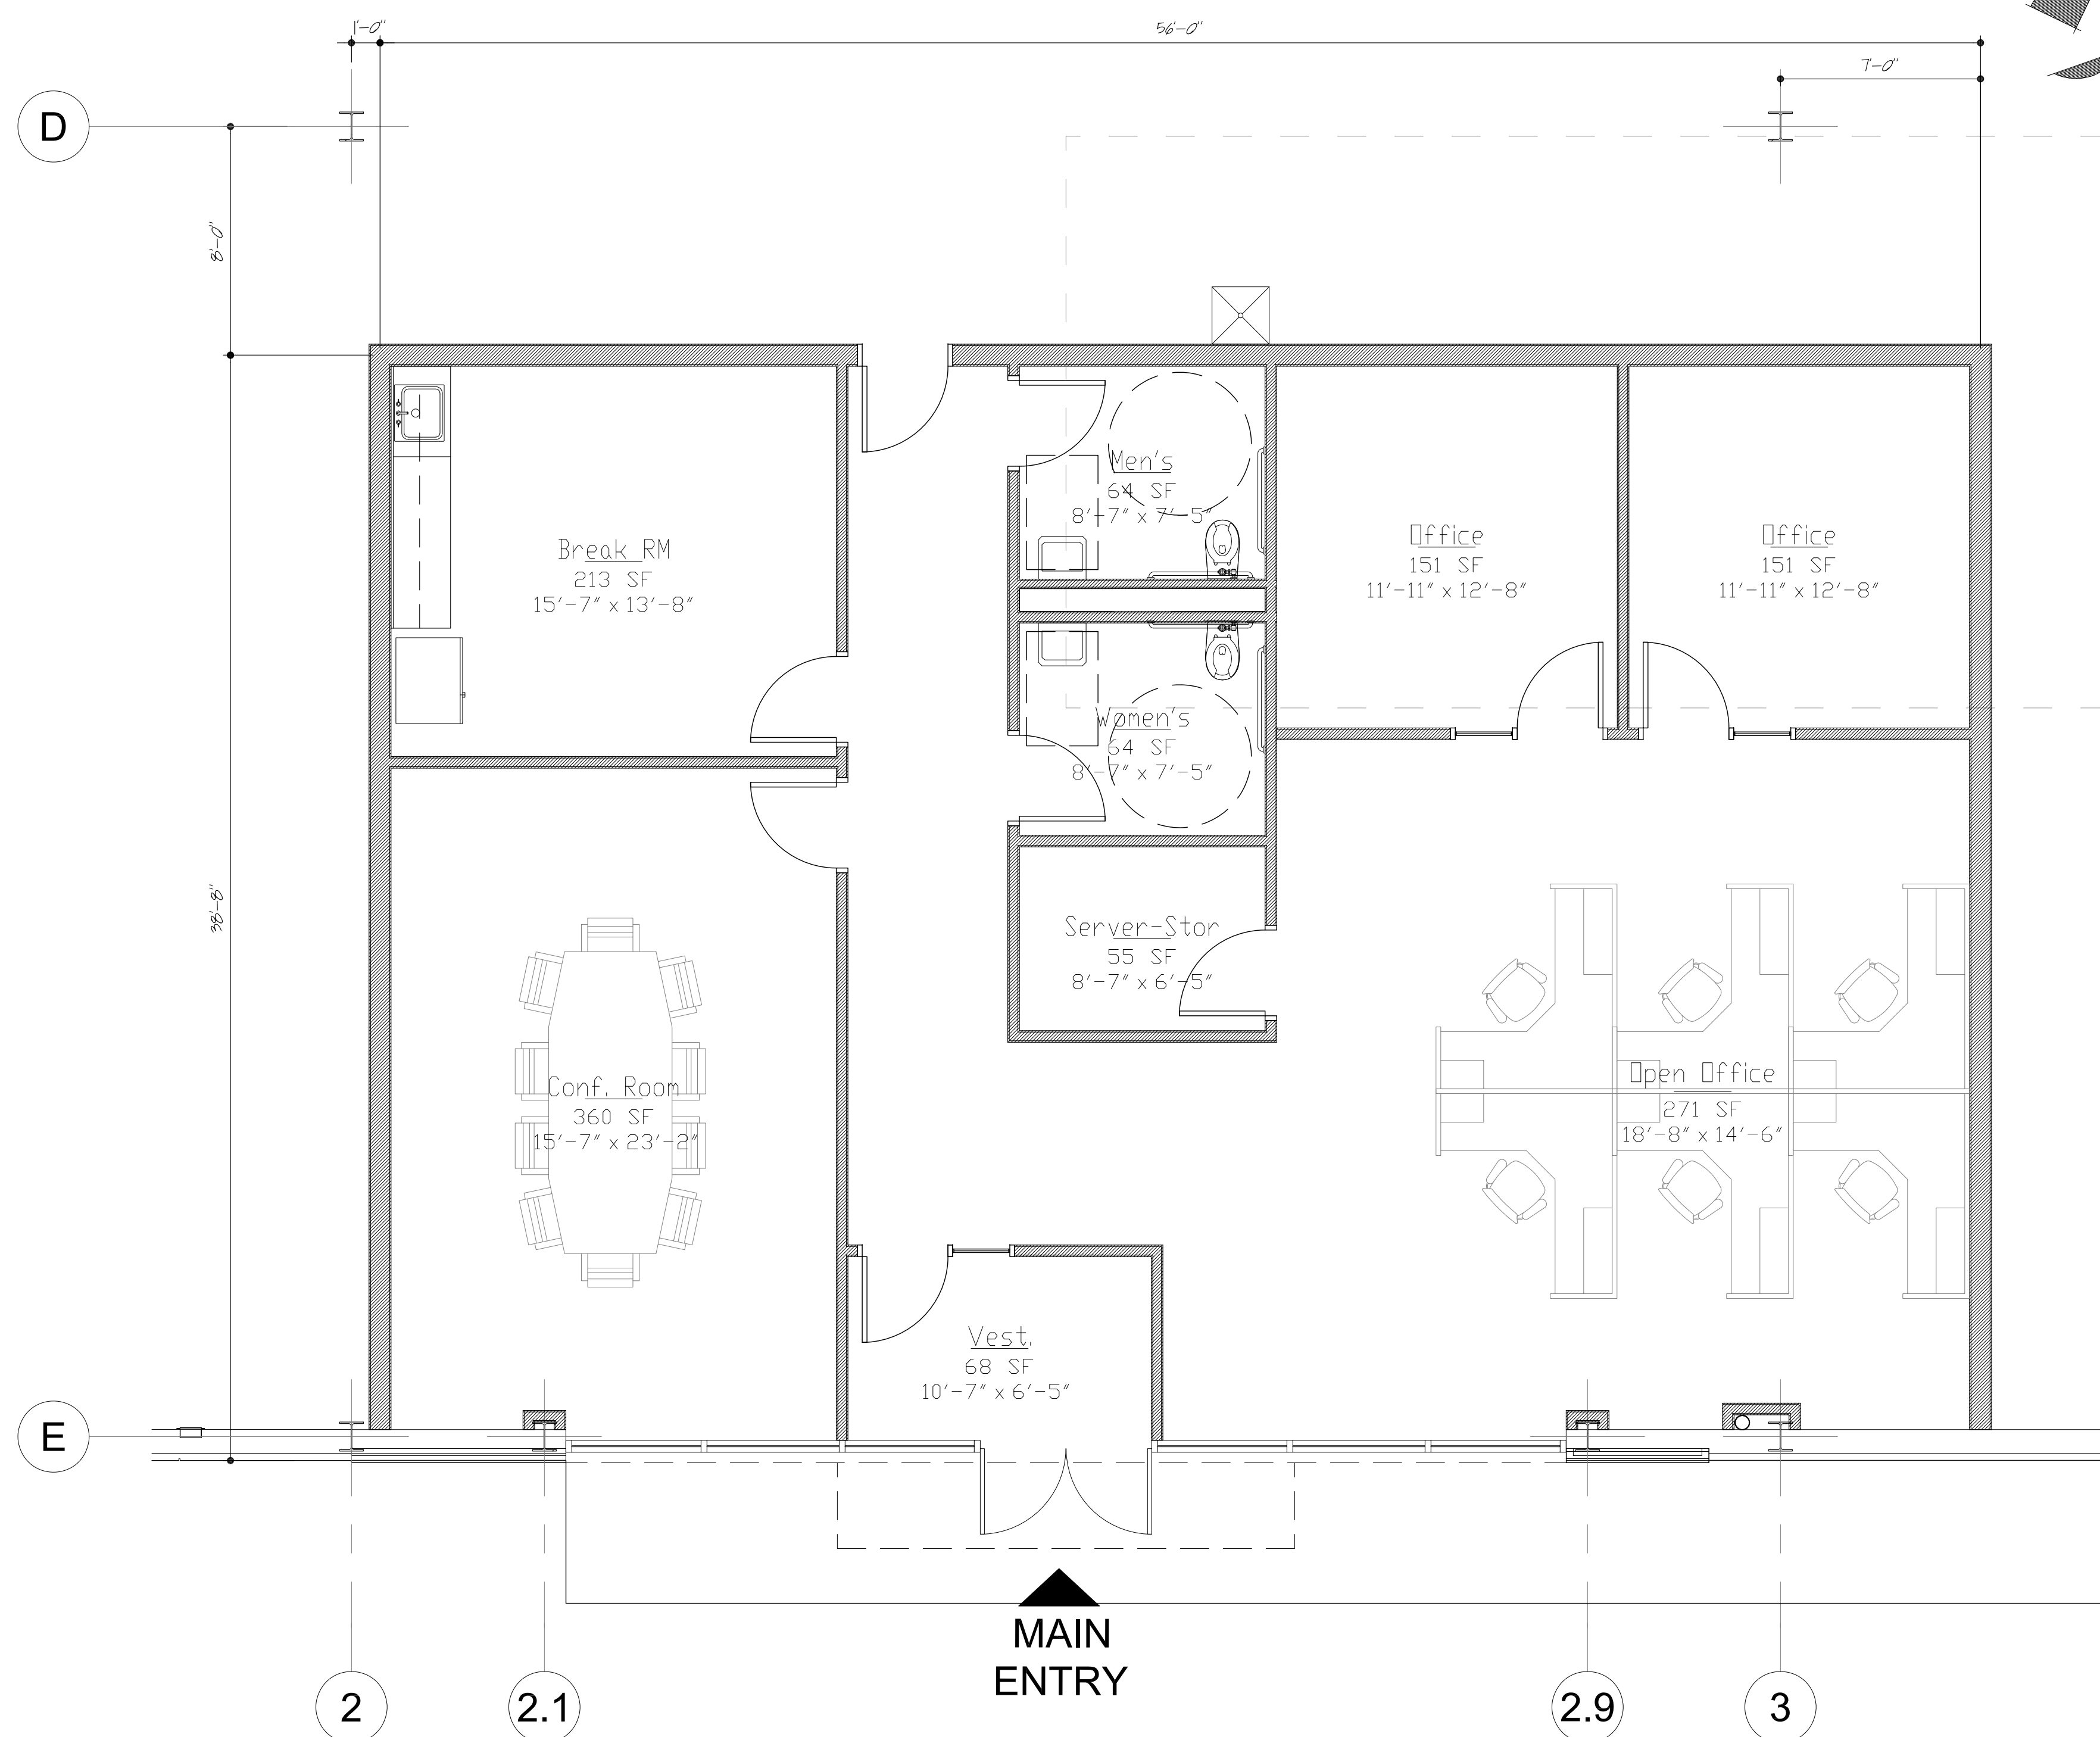 1'-0"
56'-0"
7'-0"
D
8'-0"
Men's
64 SF
8'-7" x 7'-5"
Break RM
213 SF
15'-7" x 13'-8"
Office
151 SF
11'-11" x 12'-8"
Office
151 SF
11'-11" x 12'-8"
Women's
64 SF
8'-7" x 7'-5"
38'-8"
Server-Stor
55 SF
8'-7" x 6'-5"
Conf. Room
360 SF
15'-7" x 23'-2"
Open Office
271 SF
18'-8" x 14'-6"
Vest.
68 SF
10'-7" x 6'-5"
E
MAIN
ENTRY
2
2.1
2.9
3